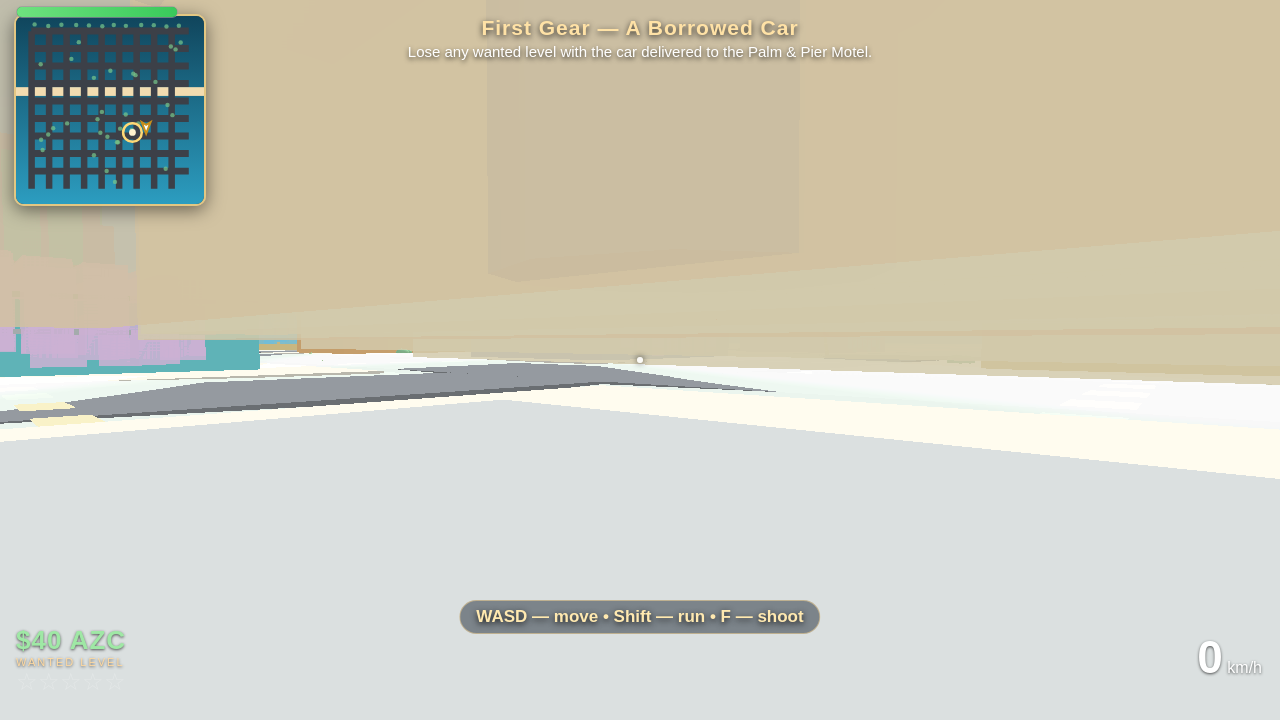 First Gear — A Borrowed Car
Lose any wanted level with the car delivered to the Palm & Pier Motel.
WASD — move • Shift — run • F — shoot
$40 AZC
WANTED LEVEL
☆☆☆☆☆
0 km/h